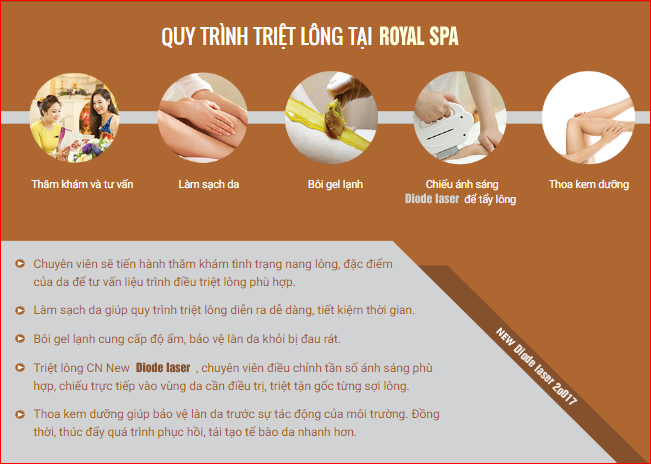 QUY TRÌNH TRIỆT LÔNG TẠI ROYAL SPA
Thăm khám và tư vấn
Làm sạch da
Bôi gel lạnh
Chiếu ánh sáng
Diode laser để tẩy lông
Thoa kem dưỡng
Chuyên viên sẽ tiến hành thăm khám tình trạng nang lông, đặc điểm
của da để tư vấn liệu trình điều triệt lông phù hợp.
Làm sạch da giúp quy trình triệt lông diễn ra dễ dàng, tiết kiệm thời gian.
Bôi gel lạnh cung cấp độ ẩm, bảo vệ làn da khỏi bị đau rát.
Triệt lông CN New Diode laser , chuyên viên điều chỉnh tần số ánh sáng phù
hợp, chiếu trực tiếp vào vùng da cần điều trị, triệt tận gốc từng sợi lông.
Thoa kem dưỡng giúp bảo vệ làn da trước sự tác động của môi trường. Đồng
thời, thúc đẩy quá trình phục hồi, tái tạo tế bào da nhanh hơn.
NEW Diode laser 2o017